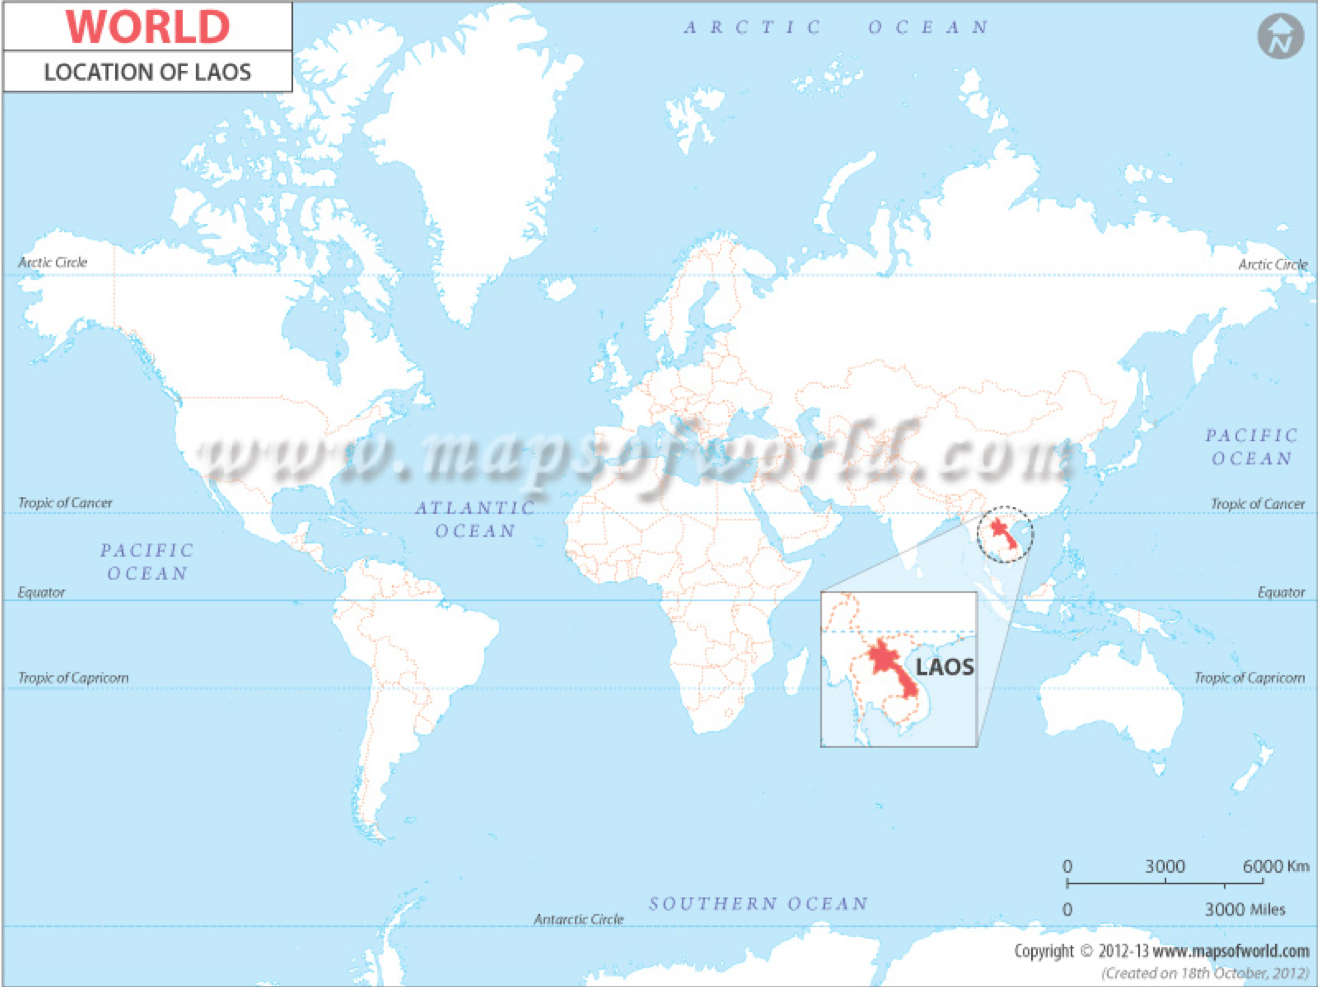 WORLD
LOCATION OF LAOS
ARCTIC OCEAN
N
Arctic Circle
Arctic Circle
PACIFIC
OCEAN
www.mapsofworld.com
Tropic of Cancer
ATLANTIC
OCEAN
Tropic of Cancer
PACIFIC
OCEAN
Equator
Equator
LAOS
Tropic of Capricorn
Tropic of Capricorn
0 3000 6000 Km
0 3000 Miles
SOUTHERN OCEAN
Antarctic Circle
Copyright © 2012-13 www.mapsofworld.com
(Created on 18th October, 2012)